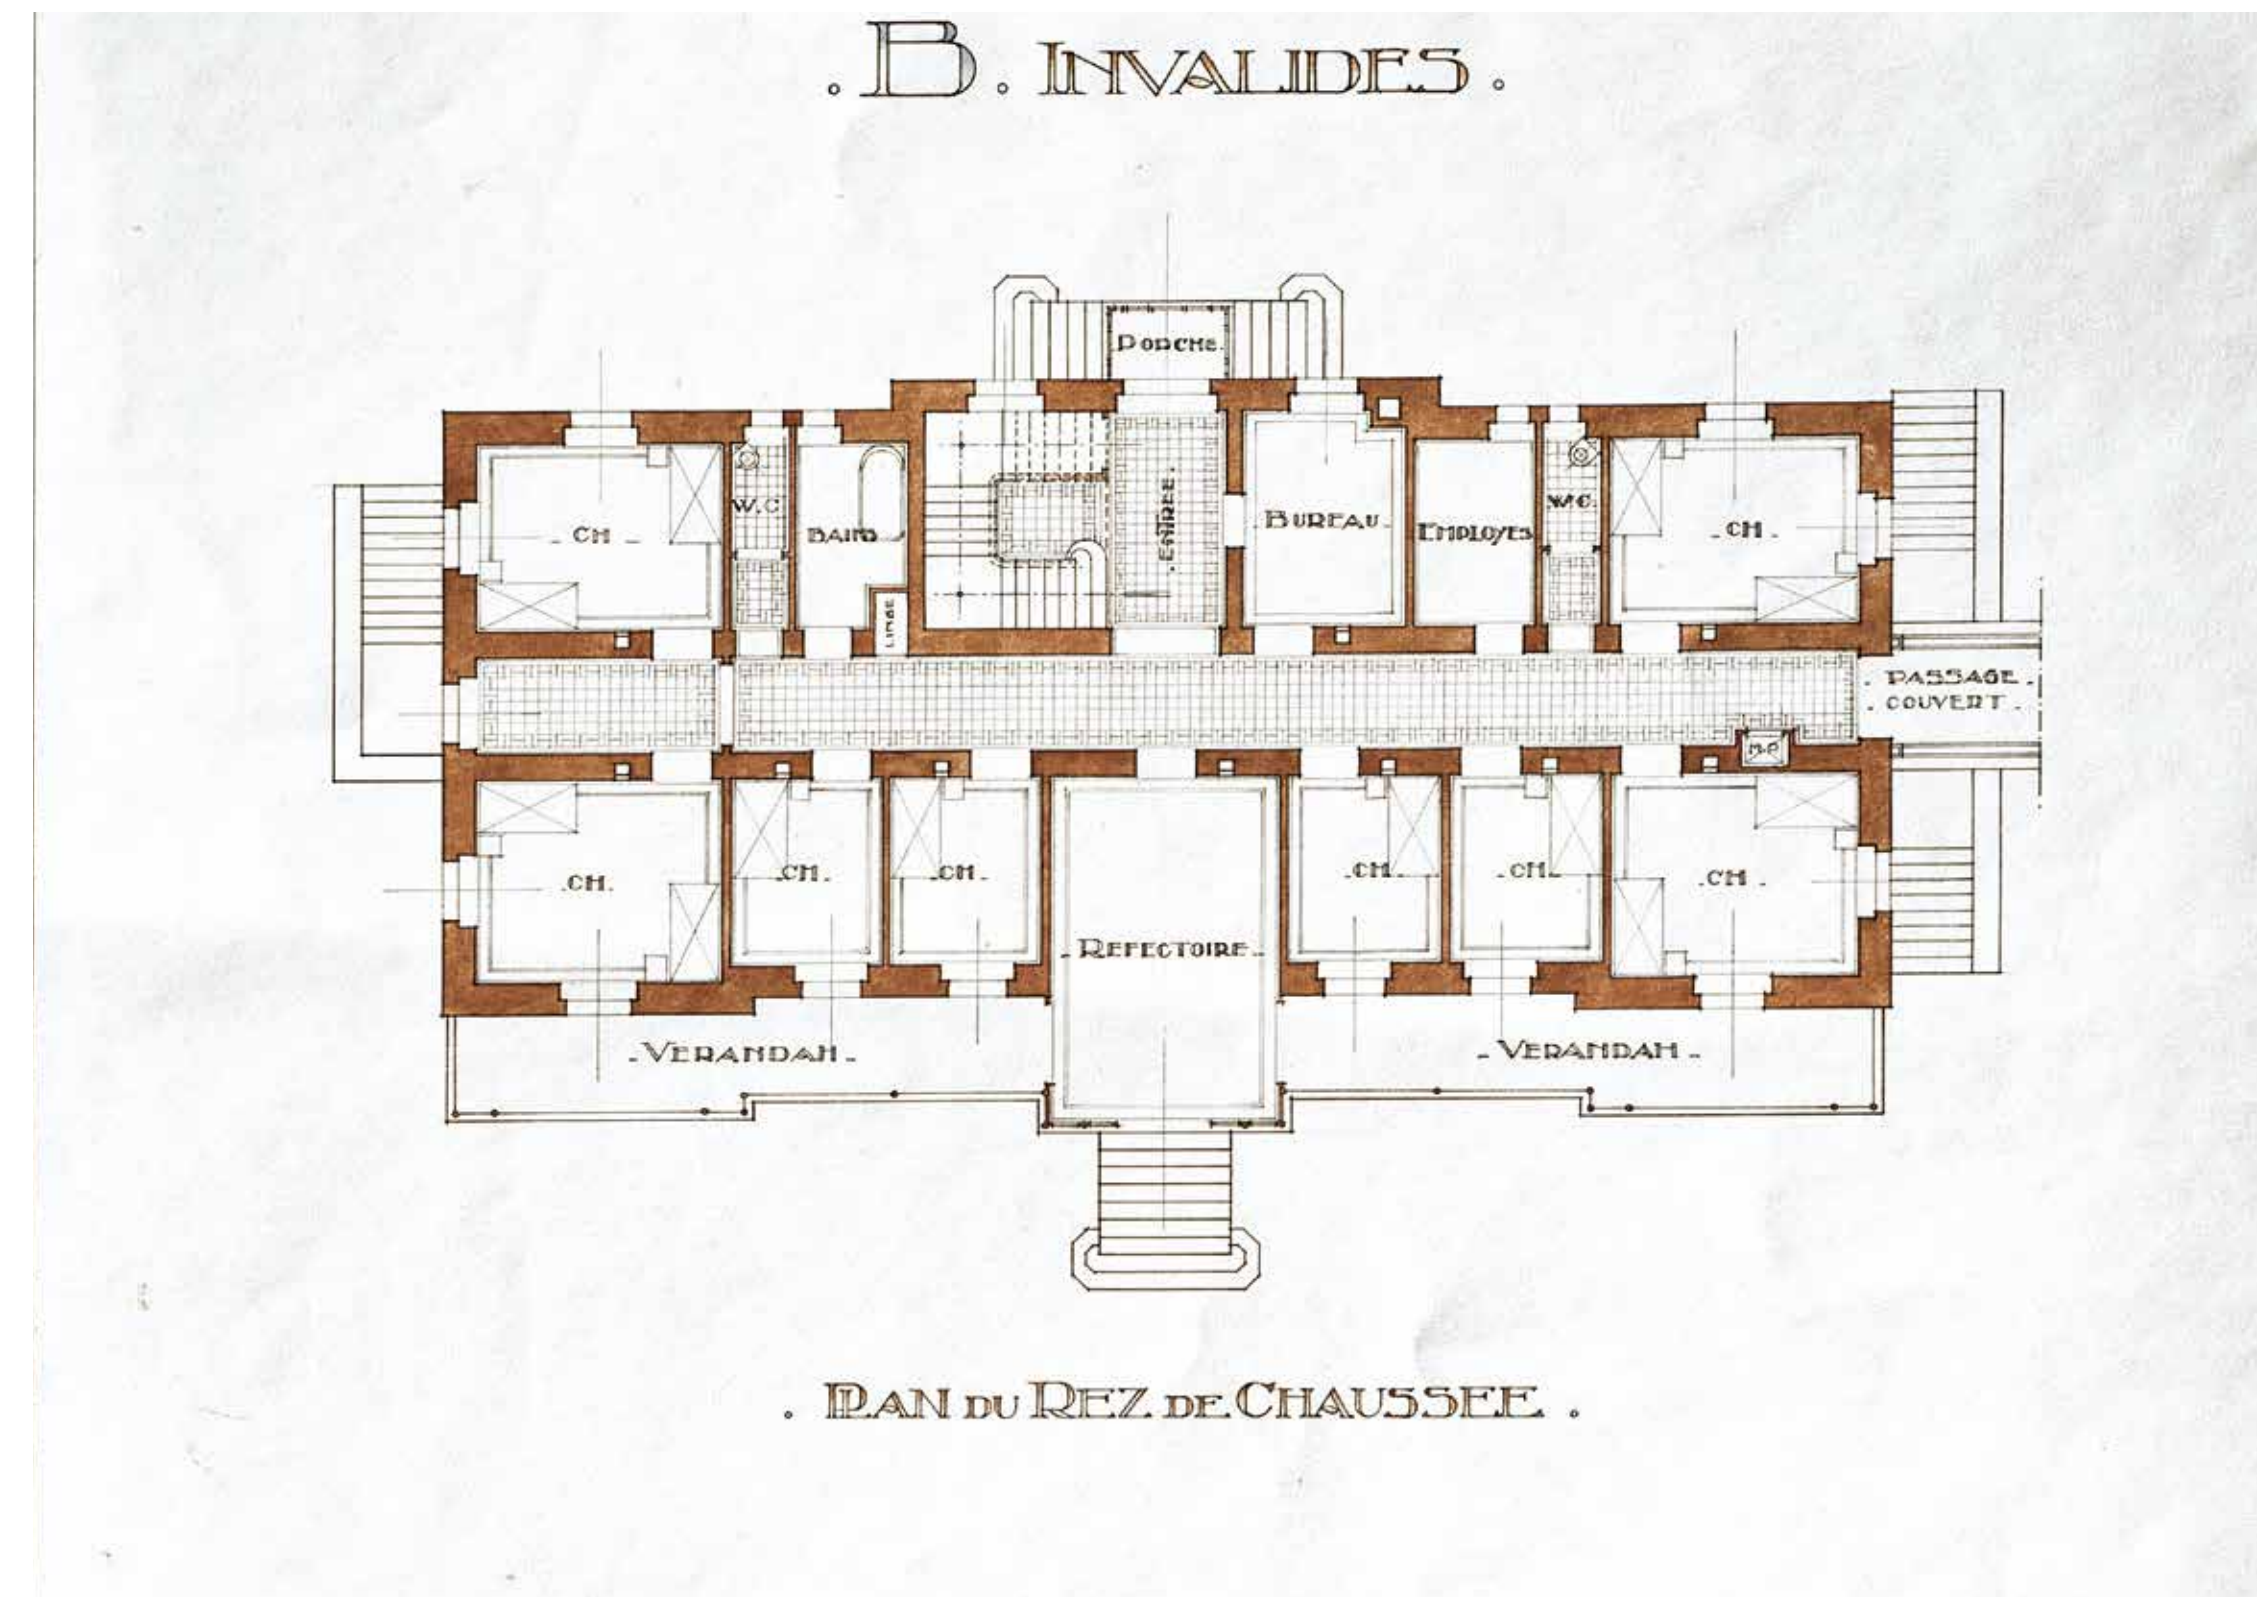 . B . INVALIDES .
PORCHE.
CH
W.C
BAINS
LINGE
ENTREE.
BUREAU
EMPLOYES
W.C.
CH.
PASSAGE
COUVERT.
M.P
CH.
CH.
CH.
REFECTOIRE
CH.
CH.
CH.
VERANDAH
VERANDAH
. PLAN DU REZ DE CHAUSSEE .